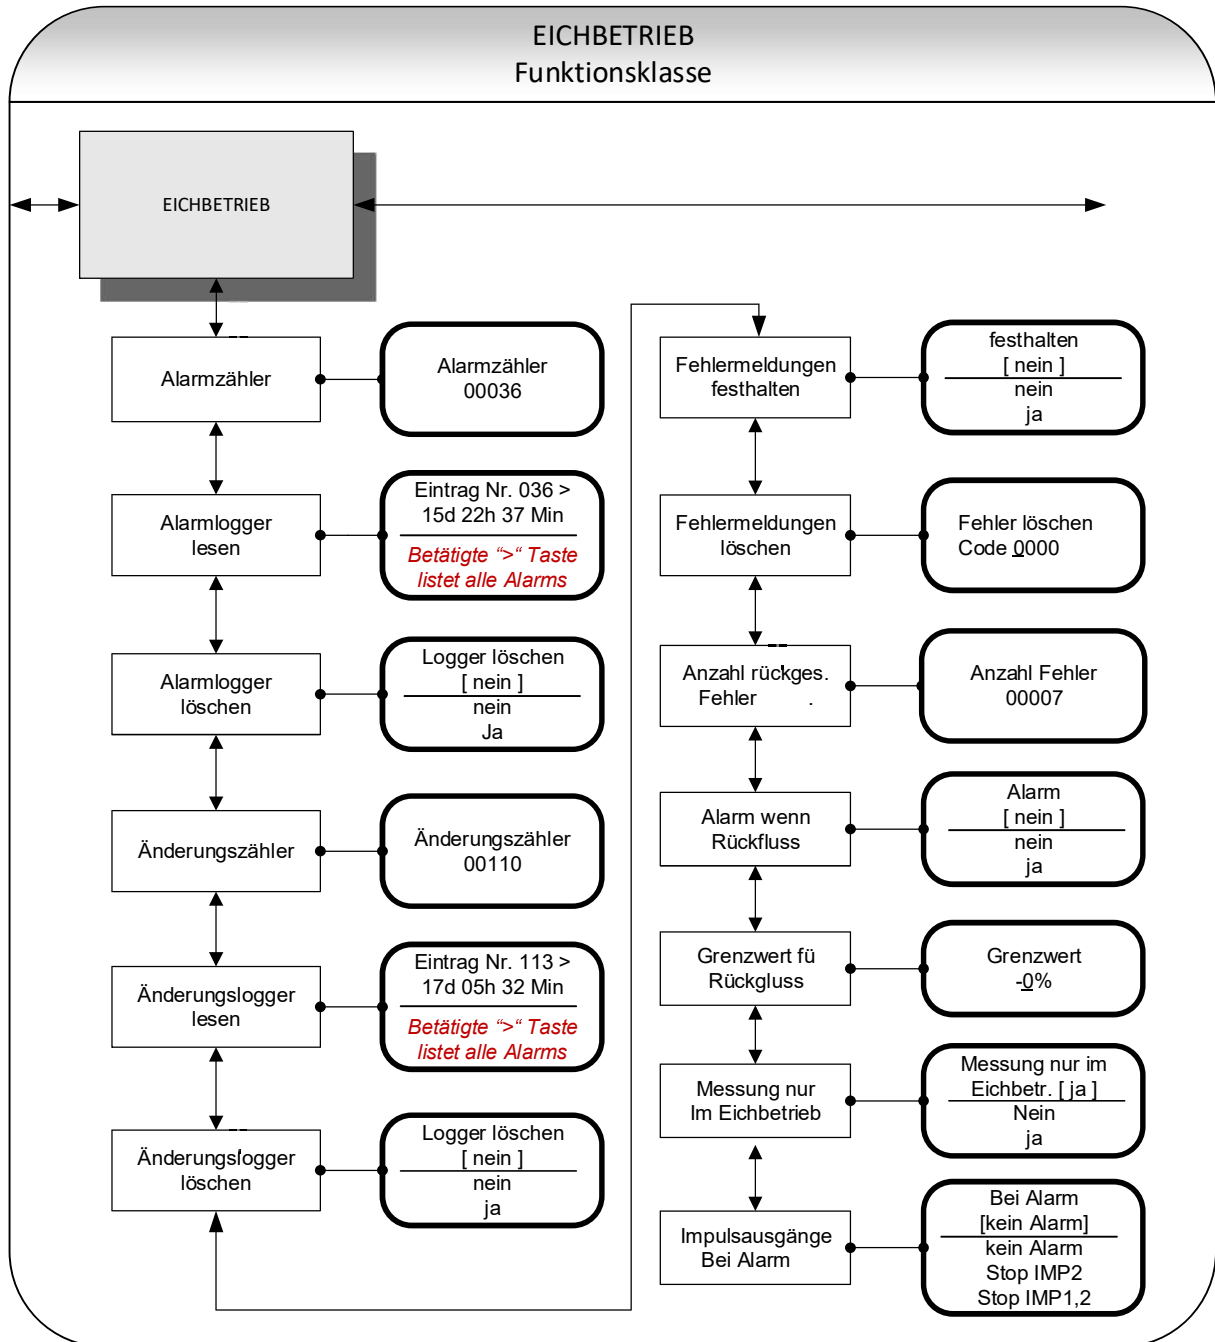 EICHBETRIEB
Funktionsklasse
EICHBETRIEB
Alarmzähler
Alarmzähler
00036
Alarmlogger
lesen
Eintrag Nr. 036 >
15d 22h 37 Min
Betätigte “>“ Taste
listet alle Alarms
Alarmlogger
löschen
Logger löschen
[ nein ]
nein
Ja
Änderungszähler
Änderungszähler
00110
Änderungslogger
lesen
Eintrag Nr. 113 >
17d 05h 32 Min
Betätigte “>“ Taste
listet alle Alarms
Änderungslogger
löschen
Logger löschen
[ nein ]
nein
ja
Fehlermeldungen
festhalten
festhalten
[ nein ]
nein
ja
Fehlermeldungen
löschen
Fehler löschen
Code 0000
Anzahl rückges.
Fehler .
Anzahl Fehler
00007
Alarm wenn
Rückfluss
Alarm
[ nein ]
nein
ja
Grenzwert fü
Rückgluss
Grenzwert
-0%
Messung nur
Im Eichbetrieb
Messung nur im
Eichbetr. [ ja ]
Nein
ja
Impulsausgänge
Bei Alarm
Bei Alarm
[kein Alarm]
kein Alarm
Stop IMP2
Stop IMP1,2